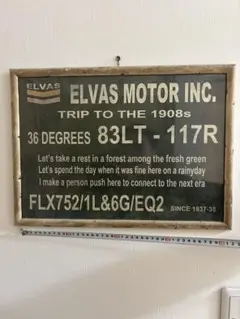 ELVAS
ELVAS MOTOR INC.
TRIP TO THE 1908s
36 DEGREES 83LT - 117R
Let's take a rest in a forest among the fresh green
Let's spend the day when it was fine here on a rainyday
I make a person push here to connect to the next era
FLX752/1L&6G/EQ2 SINCE 1937-38